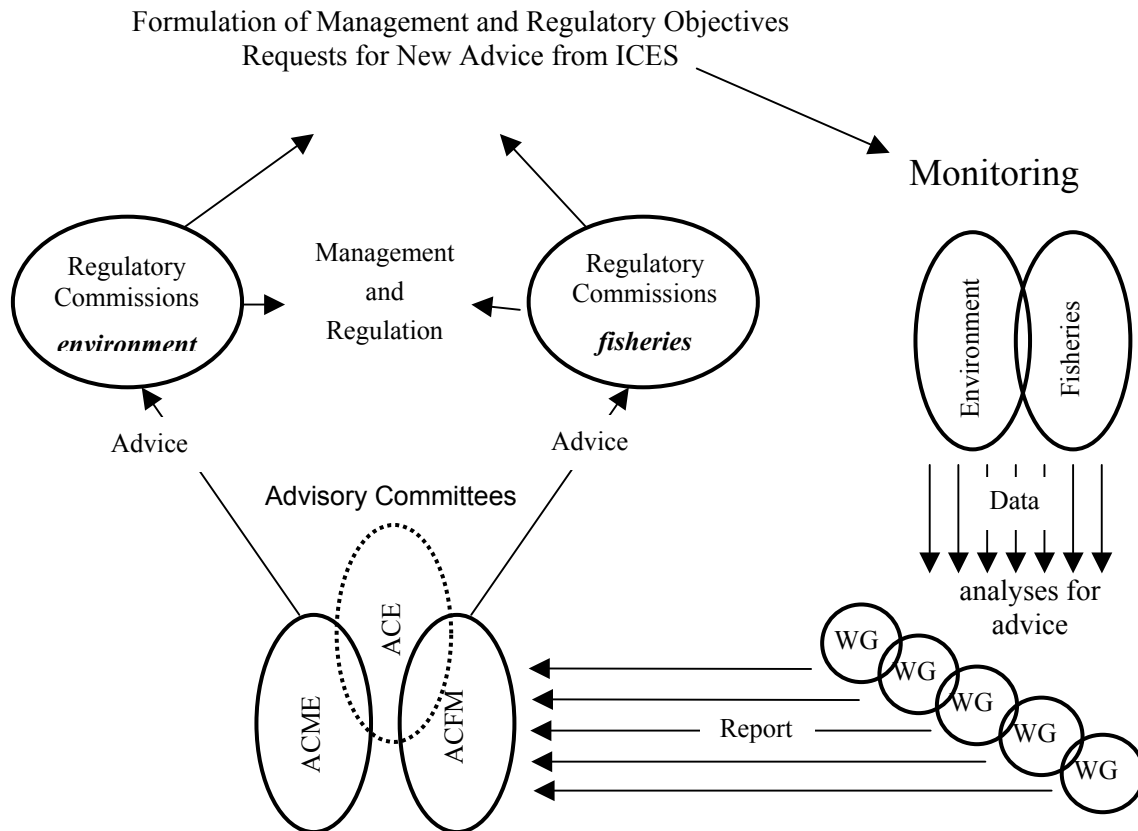 Formulation of Management and Regulatory Objectives
Requests for New Advice from ICES
Monitoring
Regulatory
Commissions
environment
Management
and
Regulation
Regulatory
Commissions
fisheries
Environment
Fisheries
Advice
Advice
Data
Advisory Committees
analyses for
advice
ACE
ACME
ACFM
WG
WG
WG
WG
WG
Report